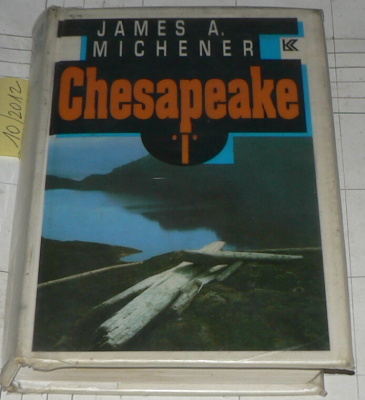 JAMES A.
MICHENER
Chesapeake
I
10/2012